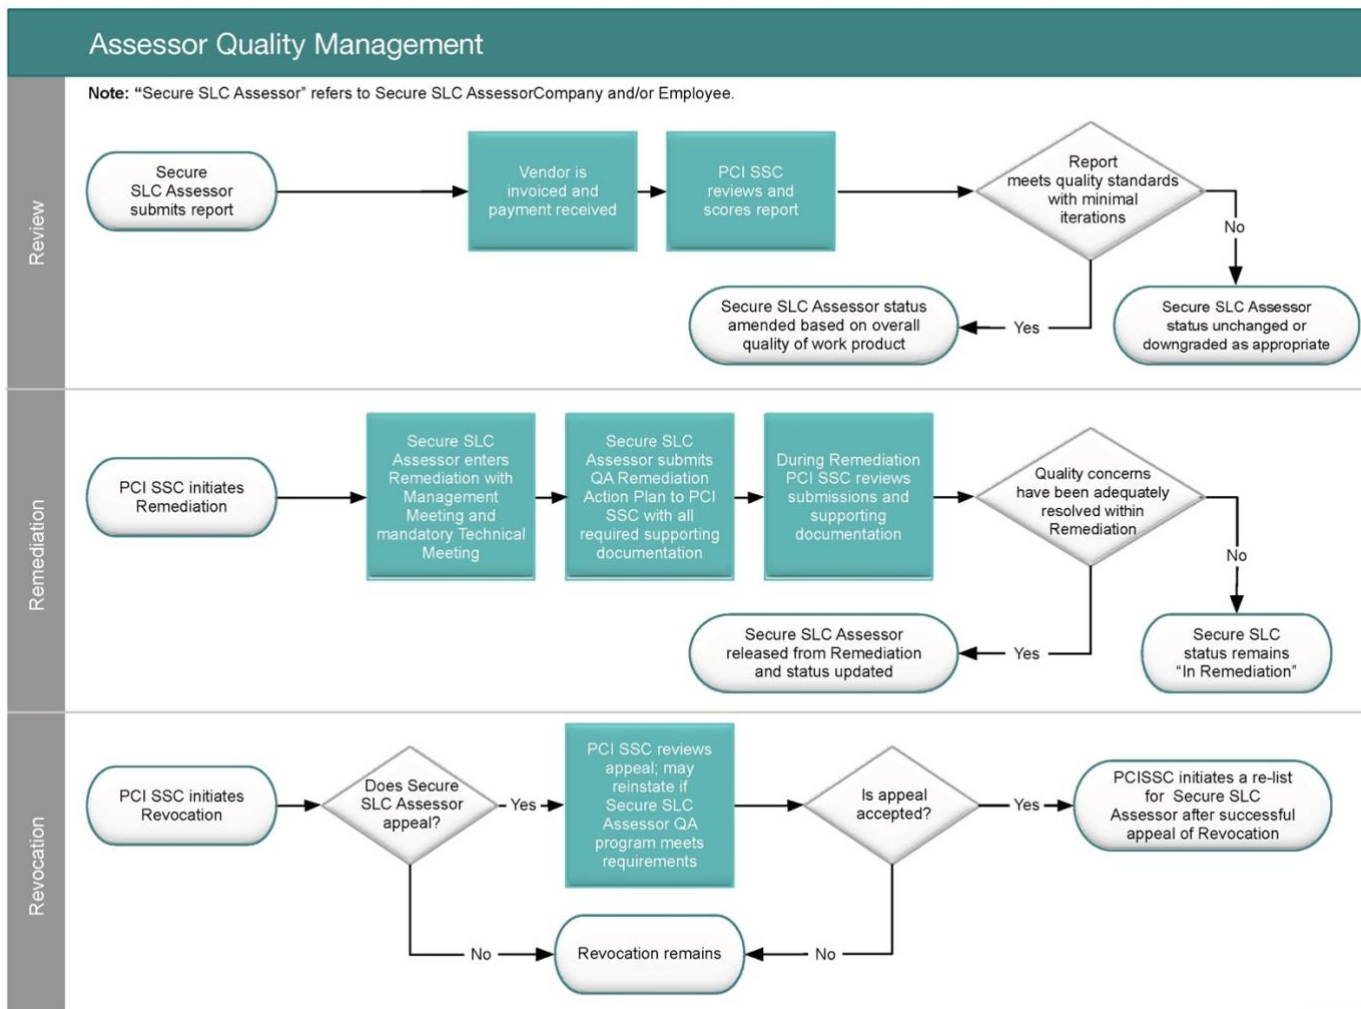 Assessor Quality Management
Note: “Secure SLC Assessor” refers to Secure SLC AssessorCompany and/or Employee.
Review
Secure
SLC Assessor
submits report
Vendor is
invoiced and
payment received
PCI SSC
reviews and
scores report
Report
meets quality standards
with minimal
iterations
No
Yes
Secure SLC Assessor status
amended based on overall
quality of work product
Secure SLC Assessor
status unchanged or
downgraded as appropriate
Remediation
PCI SSC initiates
Remediation
Secure SLC
Assessor enters
Remediation with
Management
Meeting and
mandatory Technical
Meeting
Secure SLC
Assessor submits
QA Remediation
Action Plan to PCI
SSC with all
required supporting
documentation
During Remediation
PCI SSC reviews
submissions and
supporting
documentation
Quality concerns
have been adequately
resolved within
Remediation
No
Yes
Secure SLC Assessor
released from Remediation
and status updated
Secure SLC
status remains
“In Remediation”
Revocation
PCI SSC initiates
Revocation
Does Secure
SLC Assessor
appeal?
Yes
PCI SSC reviews
appeal; may
reinstate if
Secure SLC
Assessor QA
program meets
requirements
Is appeal
accepted?
Yes
PCISSC initiates a re-list
for Secure SLC
Assessor after successful
appeal of Revocation
No
Revocation remains
No